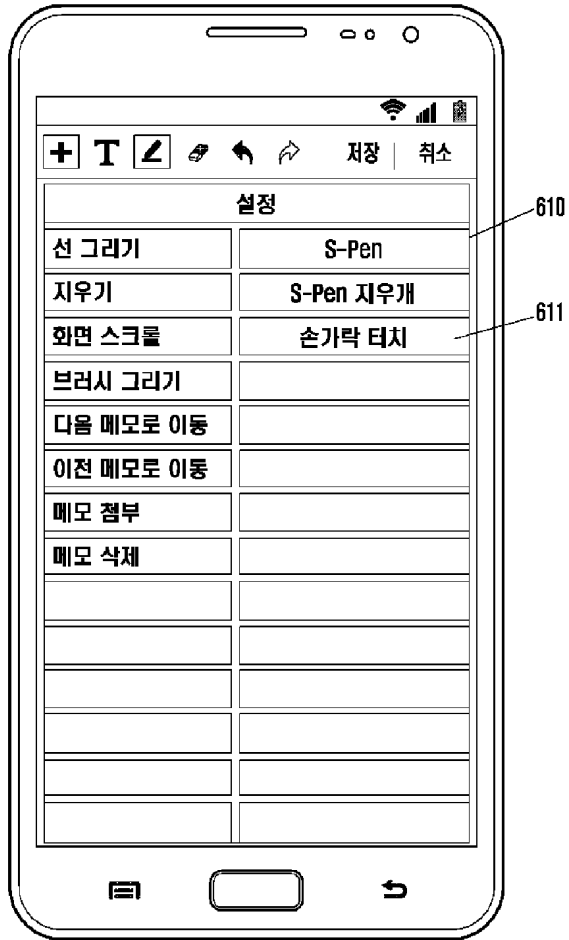 T 저장 | 취소
설정
610
선 그리기 S-Pen
지우기 S-Pen 지우개
611
화면 스크롤 손가락 터치
브러시 그리기
다음 메모로 이동
이전 메모로 이동
메모 첨부
메모 삭제